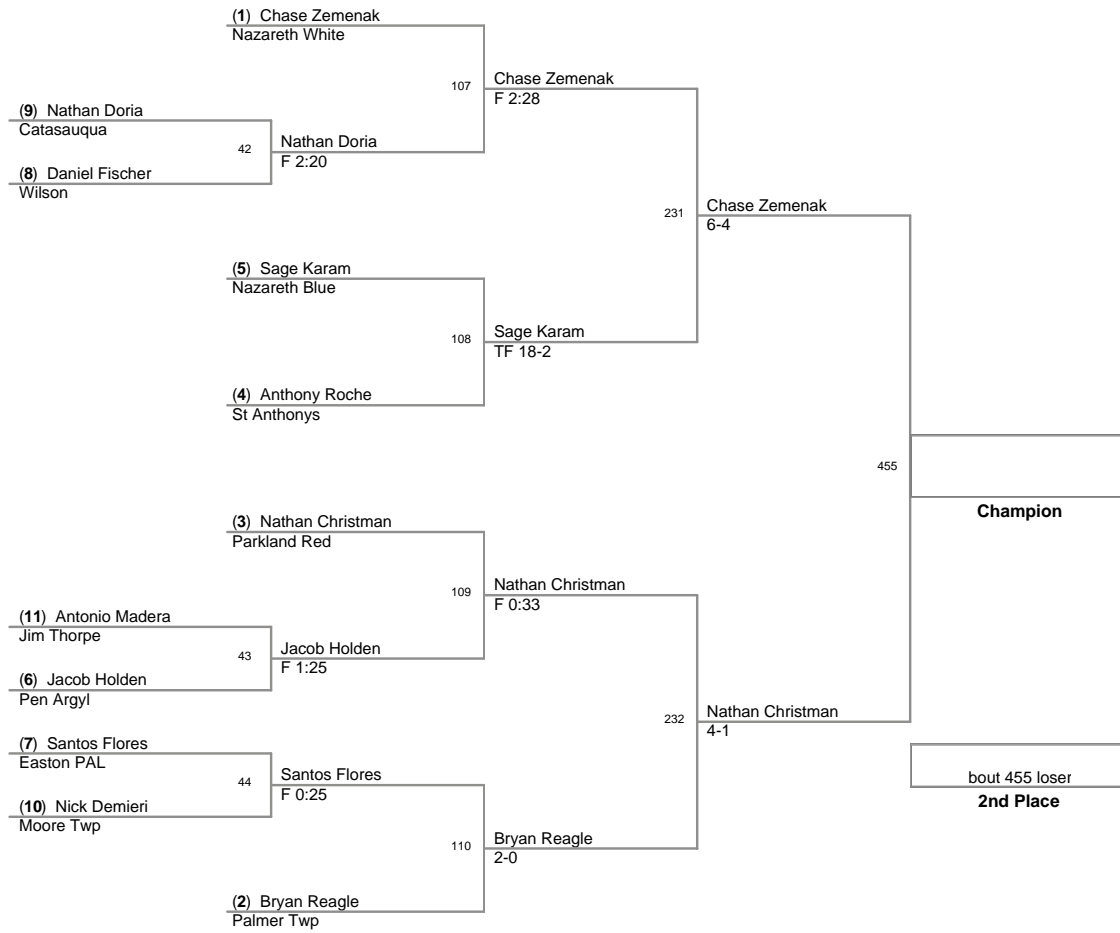 (1) Chase Zemenak
Nazareth White
107
Chase Zemenak
F 2:28
(9) Nathan Doria
Catasauqua
42
Nathan Doria
F 2:20
(8) Daniel Fischer
Wilson
231
Chase Zemenak
6-4
(5) Sage Karam
Nazareth Blue
108
Sage Karam
TF 18-2
(4) Anthony Roche
St Anthonys
455
Champion
(3) Nathan Christman
Parkland Red
109
Nathan Christman
F 0:33
(11) Antonio Madera
Jim Thorpe
43
Jacob Holden
F 1:25
(6) Jacob Holden
Pen Argyl
232
Nathan Christman
4-1
(7) Santos Flores
Easton PAL
44
Santos Flores
F 0:25
(10) Nick Demieri
Moore Twp
bout 455 loser
2nd Place
110
Bryan Reagle
2-0
(2) Bryan Reagle
Palmer Twp